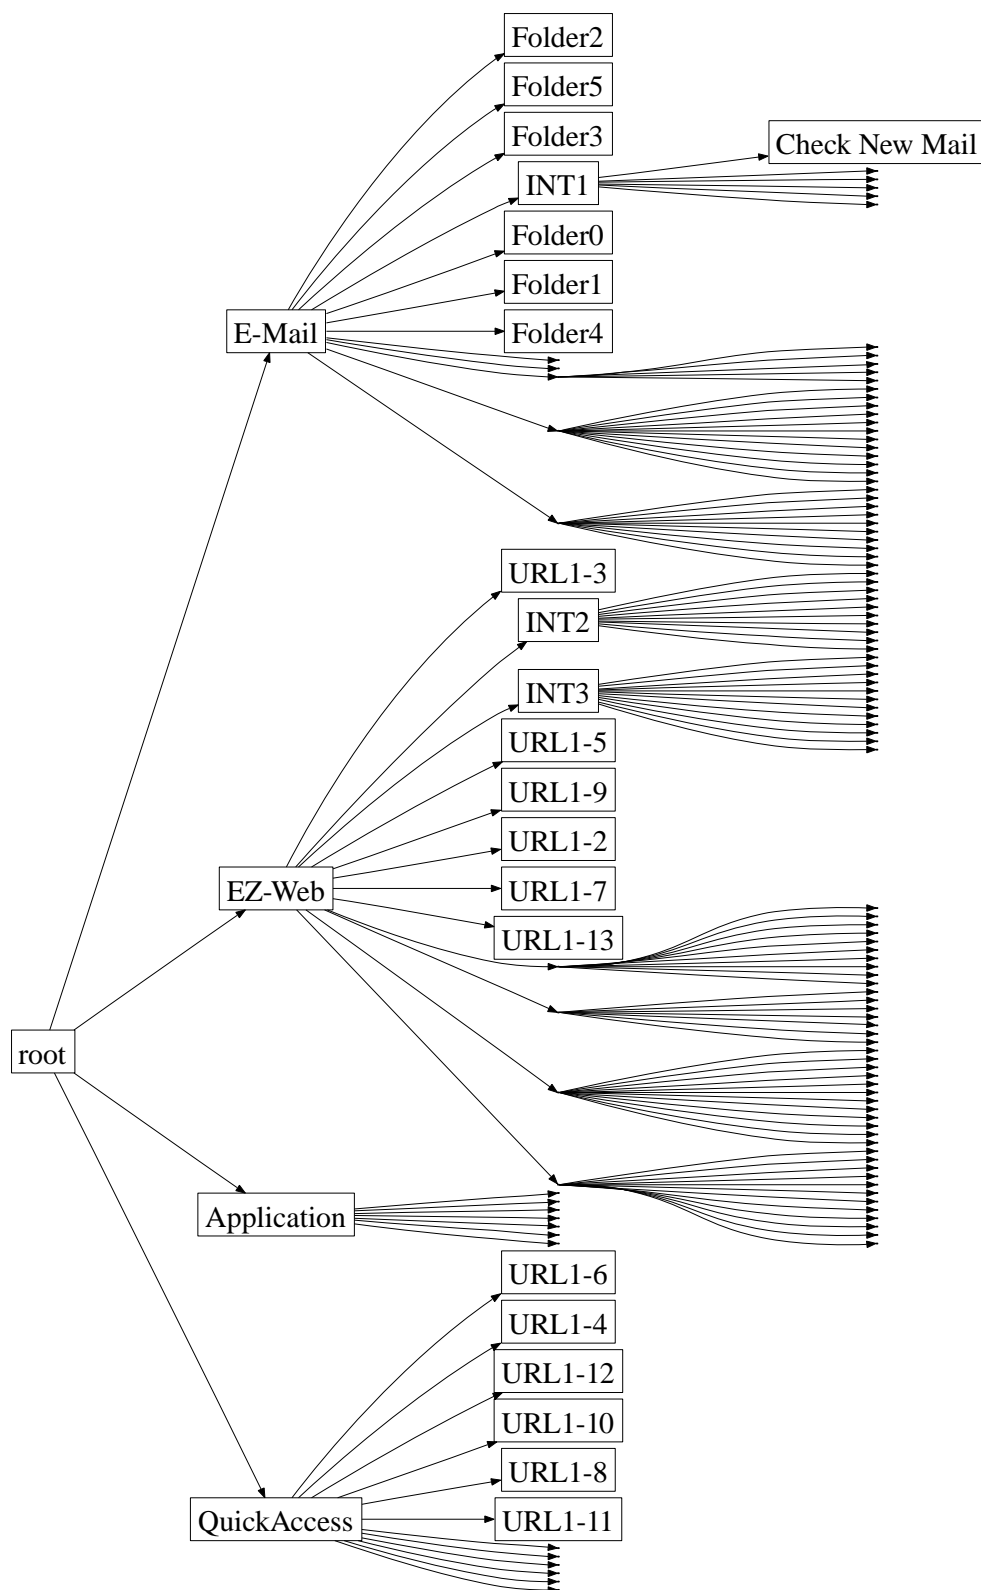 Folder2
Folder5
Folder3
Check New Mail
INT1
Folder0
Folder1
Folder4
E-Mail
URL1-3
INT2
INT3
URL1-5
URL1-9
URL1-2
URL1-7
EZ-Web
URL1-13
root
Application
URL1-6
URL1-4
URL1-12
URL1-10
URL1-8
URL1-11
QuickAccess